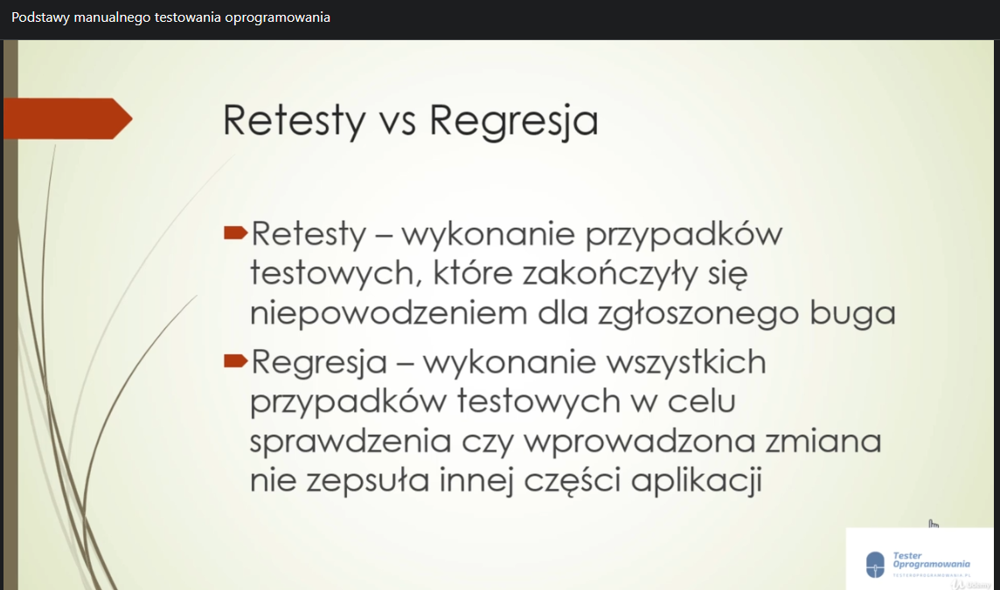 Podstawy manualnego testowania oprogramowania
Retesty vs Regresja
Retesty – wykonanie przypadków
testowych, które zakończyły się
niepowodzeniem dla zgłoszonego buga
Regresja – wykonanie wszystkich
przypadków testowych w celu
sprawdzenia czy wprowadzona zmiana
nie zepsuła innej części aplikacji
Tester
Oprogramowania
TESTEROPROGRAMOWANIA.PL
Udemy